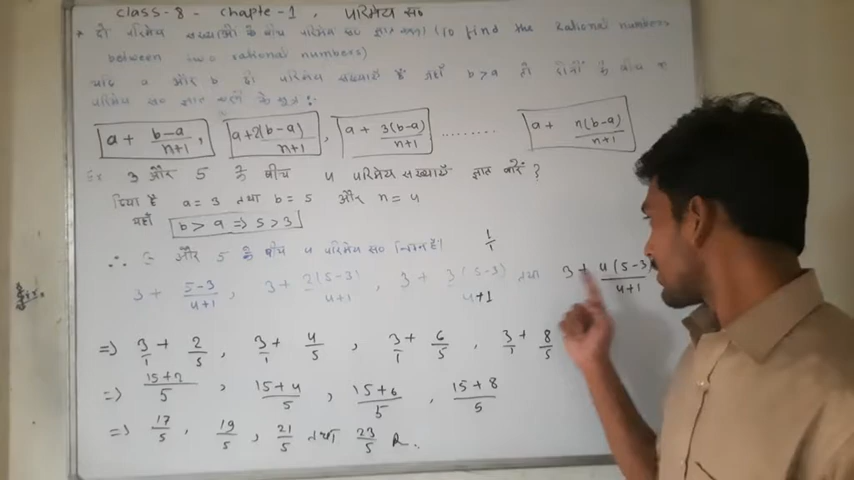 class-8 - chapte-1, परिमेय सं०
* दो परिमेय संख्याओं के बीच परिमेय सं० ज्ञात करना (To find the Rational numbers
between two rational numbers)
यदि a और b दो परिमेय संख्याएँ हैं जहाँ b>a तो दोनों के बीच n
परिमेय सं० ज्ञात करने के सूत्र :-
a + (b-a)/(n+1), a+2(b-a)/(n+1), a + 3(b-a)/(n+1) ........ a + n(b-a)/(n+1)
Ex 3 और 5 के बीच 4 परिमेय संख्याएँ ज्ञात करें ?
दिया है a = 3 तथा b = 5 और n = 4
यहाँ b > a => 5 > 3
∴ 3 और 5 के बीच 4 परिमेय सं० निम्न हैं। 1/1
3 + (5-3)/(4+1), 3 + 2(5-3)/(4+1), 3 + 3(5-3)/(4+1) तथा 3 + 4(5-3)/(4+1)
=> 3/1 + 2/5, 3/1 + 4/5, 3/1 + 6/5, 3/1 + 8/5
=> (15+2)/5, (15+4)/5, (15+6)/5, (15+8)/5
=> 17/5, 19/5, 21/5 तथा 23/5